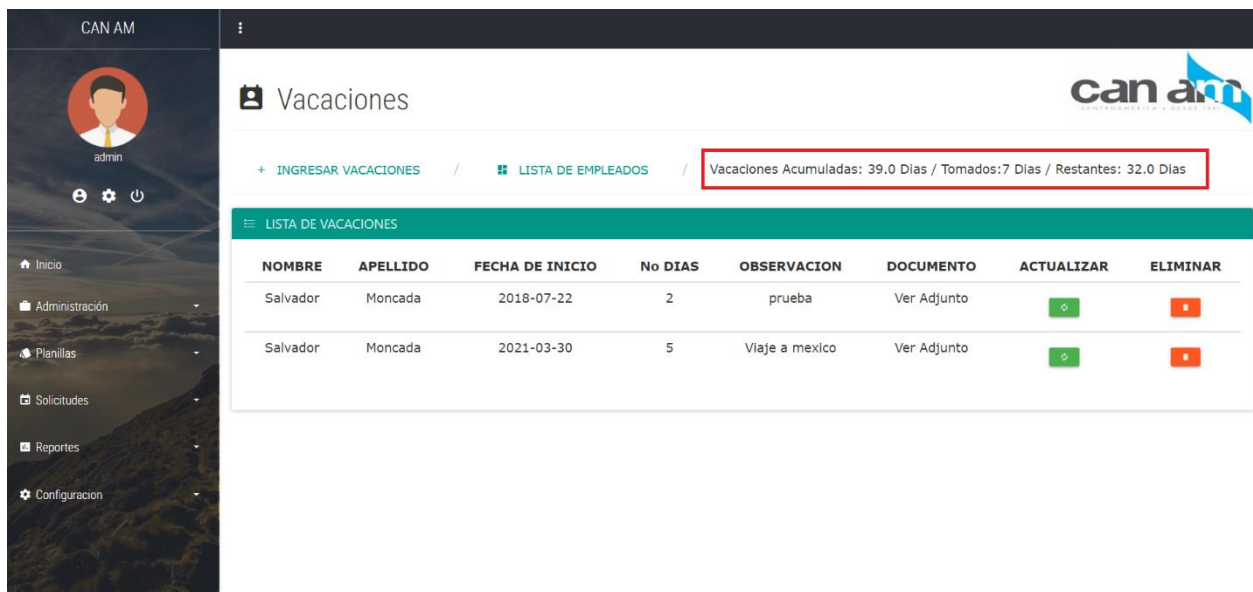 CAN AM
admin
Inicio
Administración
Planillas
Solicitudes
Reportes
Configuracion
Vacaciones
can am
CENTROAMERICA • DESDE 1981
+ INGRESAR VACACIONES / LISTA DE EMPLEADOS / Vacaciones Acumuladas: 39.0 Dias / Tomados:7 Dias / Restantes: 32.0 Dias
LISTA DE VACACIONES
NOMBRE APELLIDO FECHA DE INICIO No DIAS OBSERVACION DOCUMENTO ACTUALIZAR ELIMINAR
Salvador Moncada 2018-07-22 2 prueba Ver Adjunto
Salvador Moncada 2021-03-30 5 Viaje a mexico Ver Adjunto